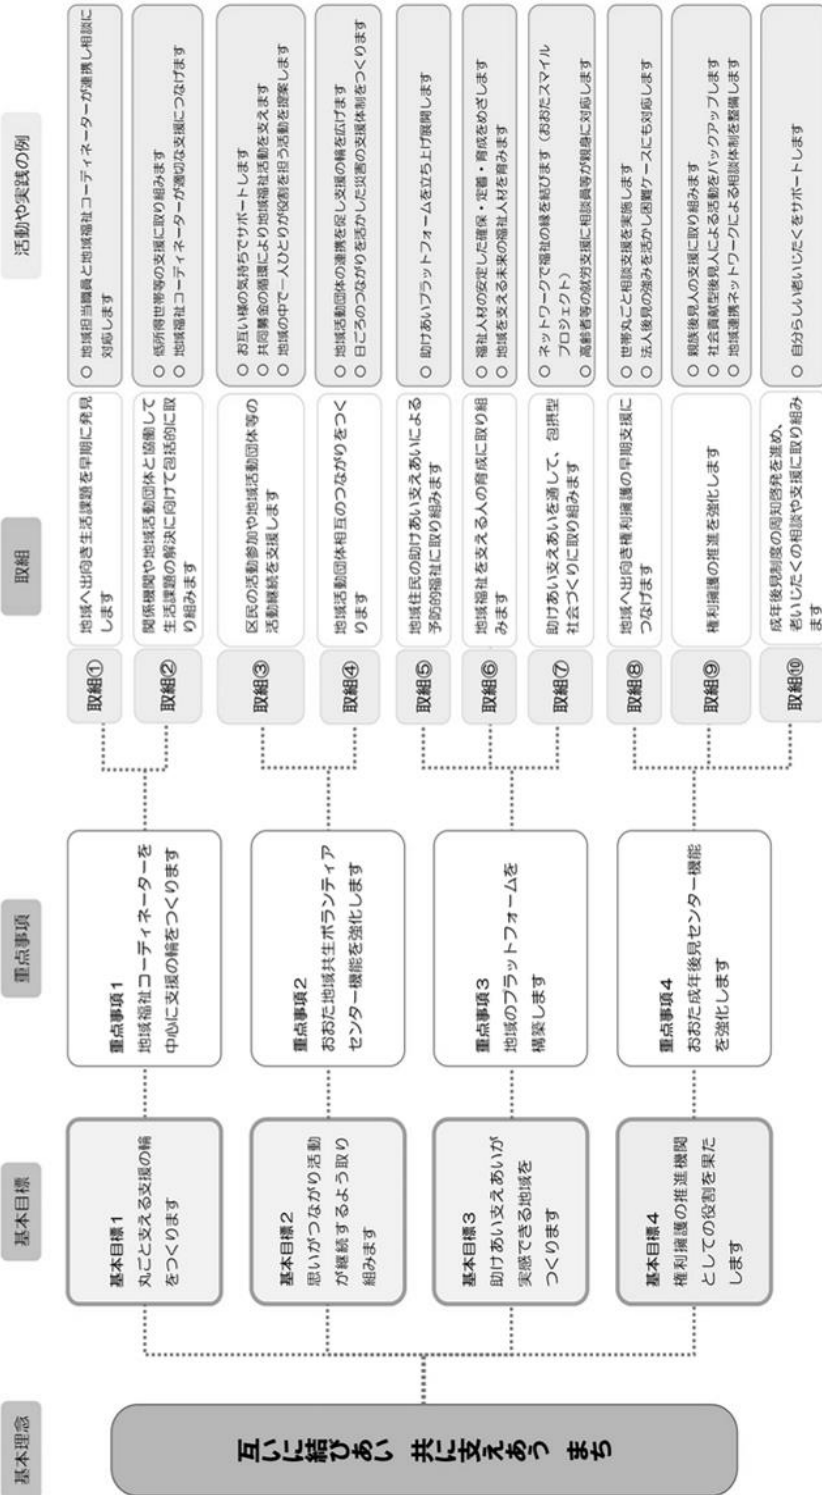 基本理念
基本目標
重点事項
取組
活動や実践の例
互いに結びあい 共に支えあう まち
基本目標1
丸ごと支える支援の輪
をつくります
重点事項1
地域福祉コーディネーターを
中心に支援の輪をつくります
取組①
地域へ出向き生活課題を早期に発見
します
○ 地域担当職員と地域福祉コーディネーターが連携し相談に
対応します
取組②
関係機関や地域活動団体と協働して
生活課題の解決に向けて包括的に取
り組みます
○ 低所得世帯等の支援に取り組みます
○ 地域福祉コーディネーターが適切な支援につなげます
基本目標2
思いがつながり活動
が継続するよう取り
組みます
重点事項2
おおた地域共生ボランティア
センター機能を強化します
取組③
区民の活動参加や地域活動団体等の
活動継続を支援します
○ お互い様の気持ちでサポートします
○ 共同募金の循環により地域福祉活動を支えます
○ 地域の中で一人ひとりが役割を担う活動を提案します
取組④
地域活動団体相互のつながりをつく
ります
○ 地域活動団体の連携を促し支援の輪を広げます
○ 日ごろのつながりを活かした災害の支援体制をつくります
基本目標3
助けあい支えあいが
実感できる地域を
つくります
重点事項3
地域のプラットフォームを
構築します
取組⑤
地域住民の助けあい支えあいによる
予防的福祉に取り組みます
○ 助けあいプラットフォームを立ち上げ展開します
取組⑥
地域福祉を支える人の育成に取り組
みます
○ 福祉人材の安定した確保・定着・育成をめざします
○ 地域を支える未来の福祉人材を育みます
取組⑦
助けあい支えあいを通して、包摂型
社会づくりに取り組みます
○ ネットワークで福祉の縁を結びます（おおたスマイル
プロジェクト）
○ 高齢者等の就労支援に相談員等が親身に対応します
基本目標4
権利擁護の推進機関
としての役割を果た
します
重点事項4
おおた成年後見センター機能
を強化します
取組⑧
地域へ出向き権利擁護の早期支援に
つなげます
○ 世帯丸ごと相談支援を実施します
○ 法人後見の強みを活かし困難ケースにも対応します
取組⑨
権利擁護の推進を強化します
○ 親族後見人の支援に取り組みます
○ 社会貢献型後見人による活動をバックアップします
○ 地域連携ネットワークによる相談体制を整備します
取組⑩
成年後見制度の周知啓発を進め、
老いじたくの相談や支援に取り組み
ます
○ 自分らしい老いじたくをサポートします